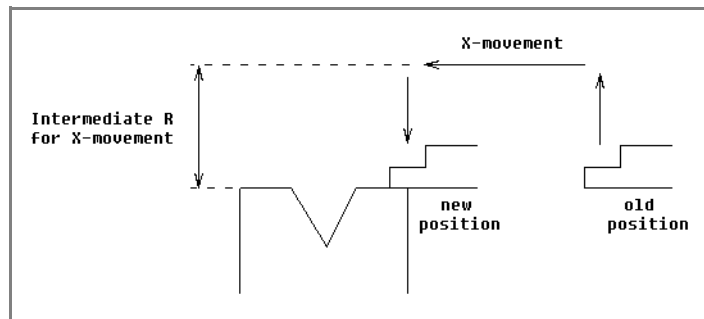 X-movement
Intermediate R
for X-movement
new
position
old
position